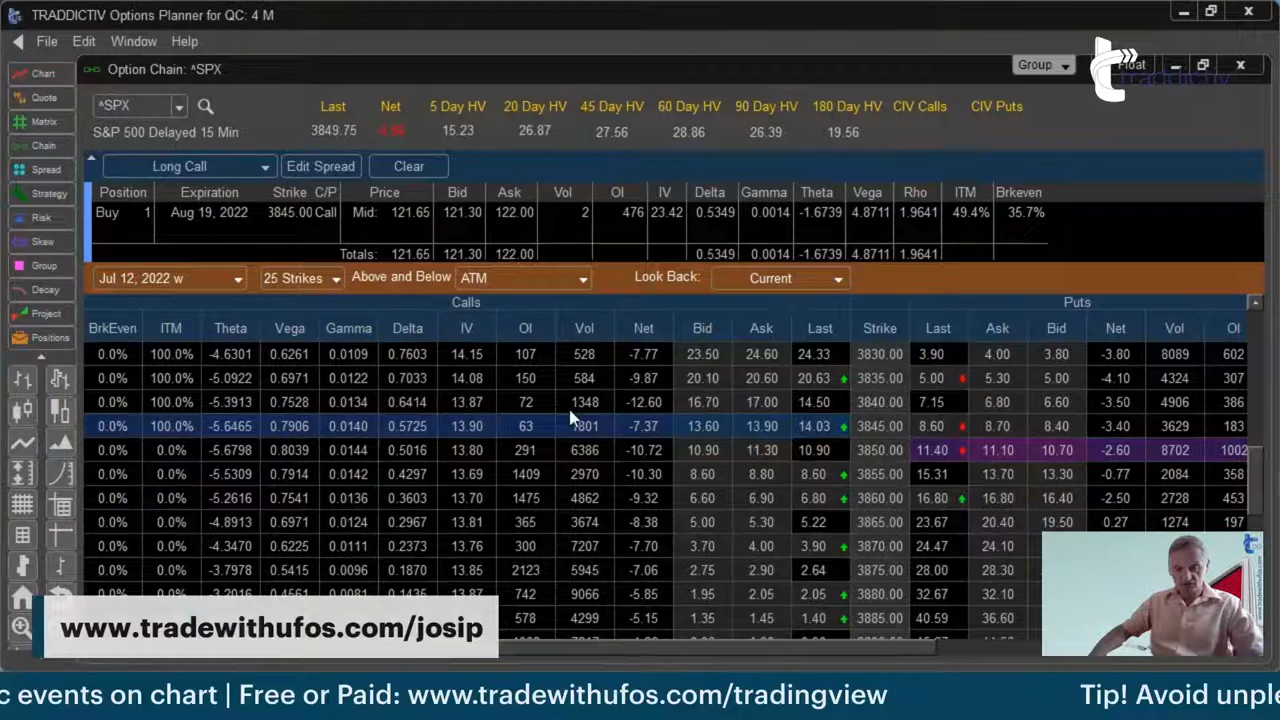 TRADDICTIV Options Planner for QC: 4 M
File Edit Window Help
Chart
Quote
Matrix
Chain
Spread
Strategy
Risk
Skew
Group
Decay
Project
Positions
Option Chain: ^SPX
Group
Float
traddictiv
^SPX
S&P 500 Delayed 15 Min
Last Net 5 Day HV 20 Day HV 45 Day HV 60 Day HV 90 Day HV 180 Day HV CIV Calls CIV Puts
3849.75 15.23 26.87 27.56 28.86 26.39 19.56
Long Call Edit Spread Clear
Position Expiration Strike C/P Price Bid Ask Vol OI IV Delta Gamma Theta Vega Rho ITM Brkeven
Buy 1 Aug 19, 2022 3845.00 Call Mid: 121.65 121.30 122.00 2 476 23.42 0.5349 0.0014 -1.6739 4.8711 1.9641 49.4% 35.7%
Totals: 121.65 121.30 122.00 0.5349 0.0014 -1.6739 4.8711 1.9641
Jul 12, 2022 w 25 Strikes Above and Below ATM Look Back: Current
Calls Puts
BrkEven ITM Theta Vega Gamma Delta IV OI Vol Net Bid Ask Last Strike Last Ask Bid Net Vol OI
0.0% 100.0% -4.6301 0.6261 0.0109 0.7603 14.15 107 528 -7.77 23.50 24.60 24.33 3830.00 3.90 4.00 3.80 -3.80 8089 602
0.0% 100.0% -5.0922 0.6971 0.0122 0.7033 14.08 150 584 -9.87 20.10 20.60 20.63 3835.00 5.00 5.30 5.00 -4.10 4324 307
0.0% 100.0% -5.3913 0.7528 0.0134 0.6414 13.87 72 1348 -12.60 16.70 17.00 14.50 3840.00 7.15 6.80 6.60 -3.50 4906 386
0.0% 100.0% -5.6465 0.7906 0.0140 0.5725 13.90 63 801 -7.37 13.60 13.90 14.03 3845.00 8.60 8.70 8.40 -3.40 3629 183
0.0% 0.0% -5.6798 0.8039 0.0144 0.5016 13.80 291 6386 -10.72 10.90 11.30 10.90 3850.00 11.40 11.10 10.70 -2.60 8702 1002
0.0% 0.0% -5.5309 0.7914 0.0142 0.4297 13.69 1409 2970 -10.30 8.60 8.80 8.60 3855.00 15.31 13.70 13.30 -0.77 2084 358
0.0% 0.0% -5.2616 0.7541 0.0136 0.3603 13.70 1475 4862 -9.32 6.60 6.90 6.80 3860.00 16.80 16.80 16.40 -2.50 2728 453
0.0% 0.0% -4.8913 0.6971 0.0124 0.2967 13.81 365 3674 -8.38 5.00 5.30 5.22 3865.00 23.67 20.40 19.50 0.27 1274 197
0.0% 0.0% -4.3470 0.6225 0.0111 0.2373 13.76 300 7207 -7.70 3.70 4.00 3.90 3870.00 24.47 24.10
0.0% 0.0% -3.7978 0.5415 0.0096 0.1870 13.85 2123 5945 -7.06 2.75 2.90 2.64 3875.00 28.00 28.30
0.0% 0.0% -3.2016 0.4561 0.0081 0.1435 13.87 742 9066 -5.85 1.95 2.05 2.05 3880.00 32.67 32.10
578 4299 -5.15 1.35 1.45 1.40 3885.00 40.59 36.60
www.tradewithufos.com/josip
c events on chart | Free or Paid: www.tradewithufos.com/tradingview Tip! Avoid unple